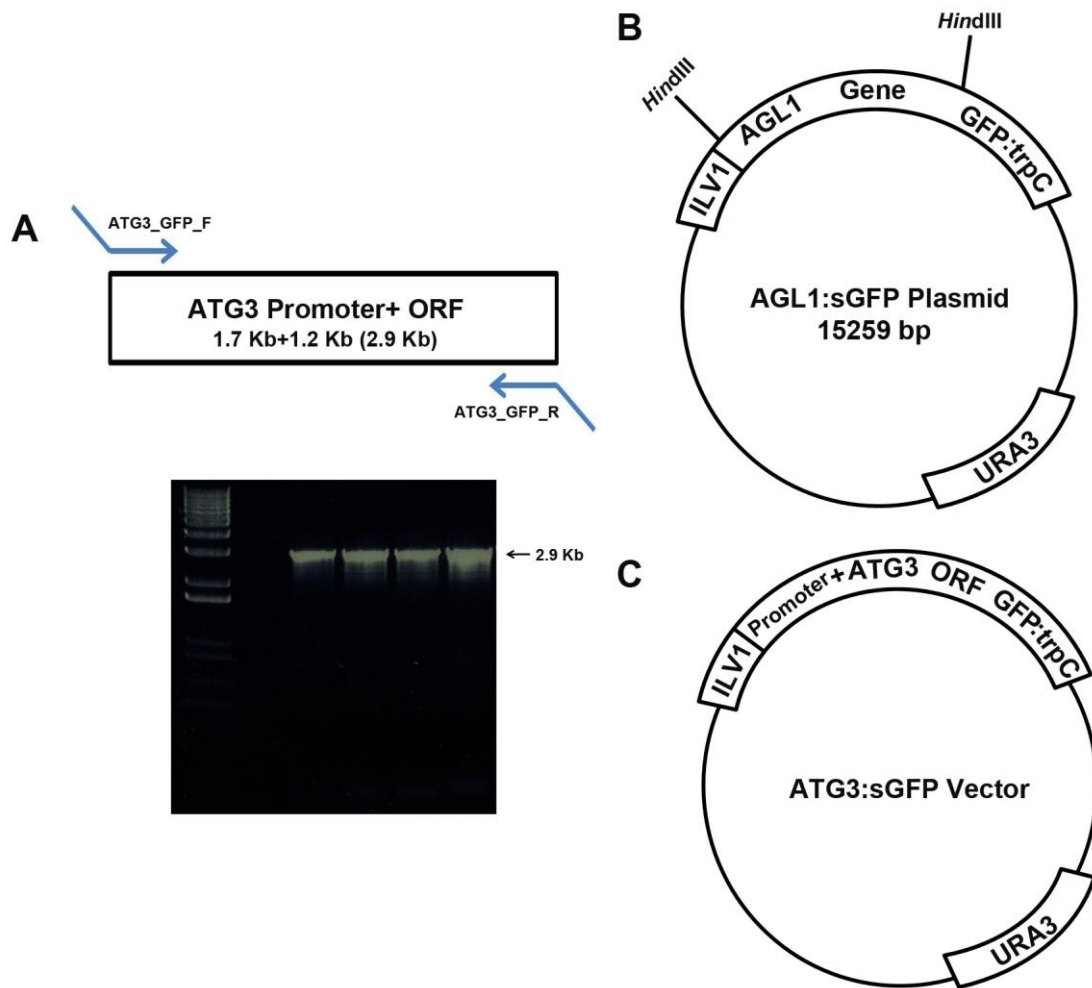 A
ATG3_GFP_F
ATG3 Promoter+ ORF
1.7 Kb+1.2 Kb (2.9 Kb)
ATG3_GFP_R
← 2.9 Kb
B
HindIII
HindIII
ILV1
AGL1 Gene
GFP:trpC
AGL1:sGFP Plasmid
15259 bp
URA3
C
ILV1
Promoter+ATG3 ORF
GFP:trpC
ATG3:sGFP Vector
URA3